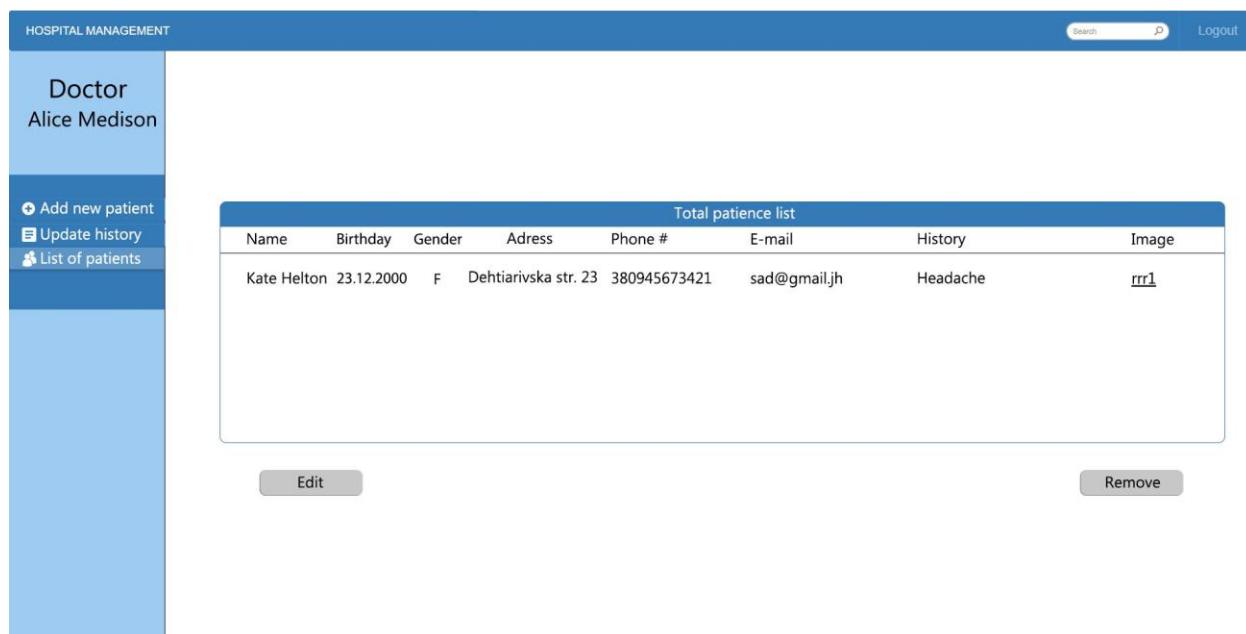 HOSPITAL MANAGEMENT
Search
Logout
Doctor
Alice Medison
Add new patient
Update history
List of patients
Total patience list
Name Birthday Gender Adress Phone # E-mail History Image
Kate Helton 23.12.2000 F Dehtiarivska str. 23 380945673421 sad@gmail.jh Headache rrr1
Edit Remove